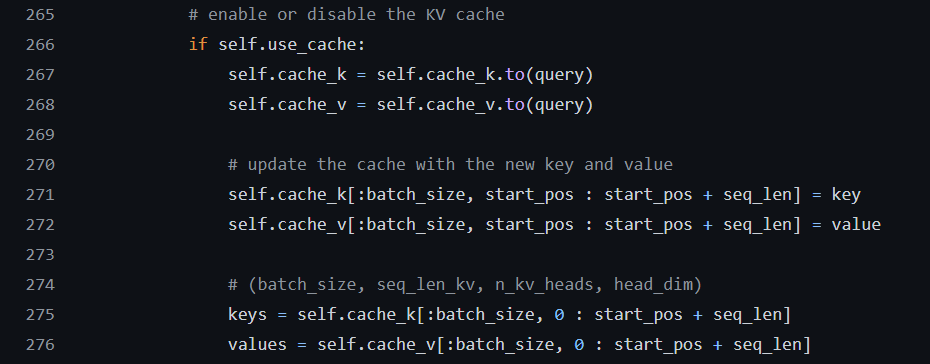 265 # enable or disable the KV cache
266 if self.use_cache:
267 self.cache_k = self.cache_k.to(query)
268 self.cache_v = self.cache_v.to(query)
269
270 # update the cache with the new key and value
271 self.cache_k[:batch_size, start_pos : start_pos + seq_len] = key
272 self.cache_v[:batch_size, start_pos : start_pos + seq_len] = value
273
274 # (batch_size, seq_len_kv, n_kv_heads, head_dim)
275 keys = self.cache_k[:batch_size, 0 : start_pos + seq_len]
276 values = self.cache_v[:batch_size, 0 : start_pos + seq_len]